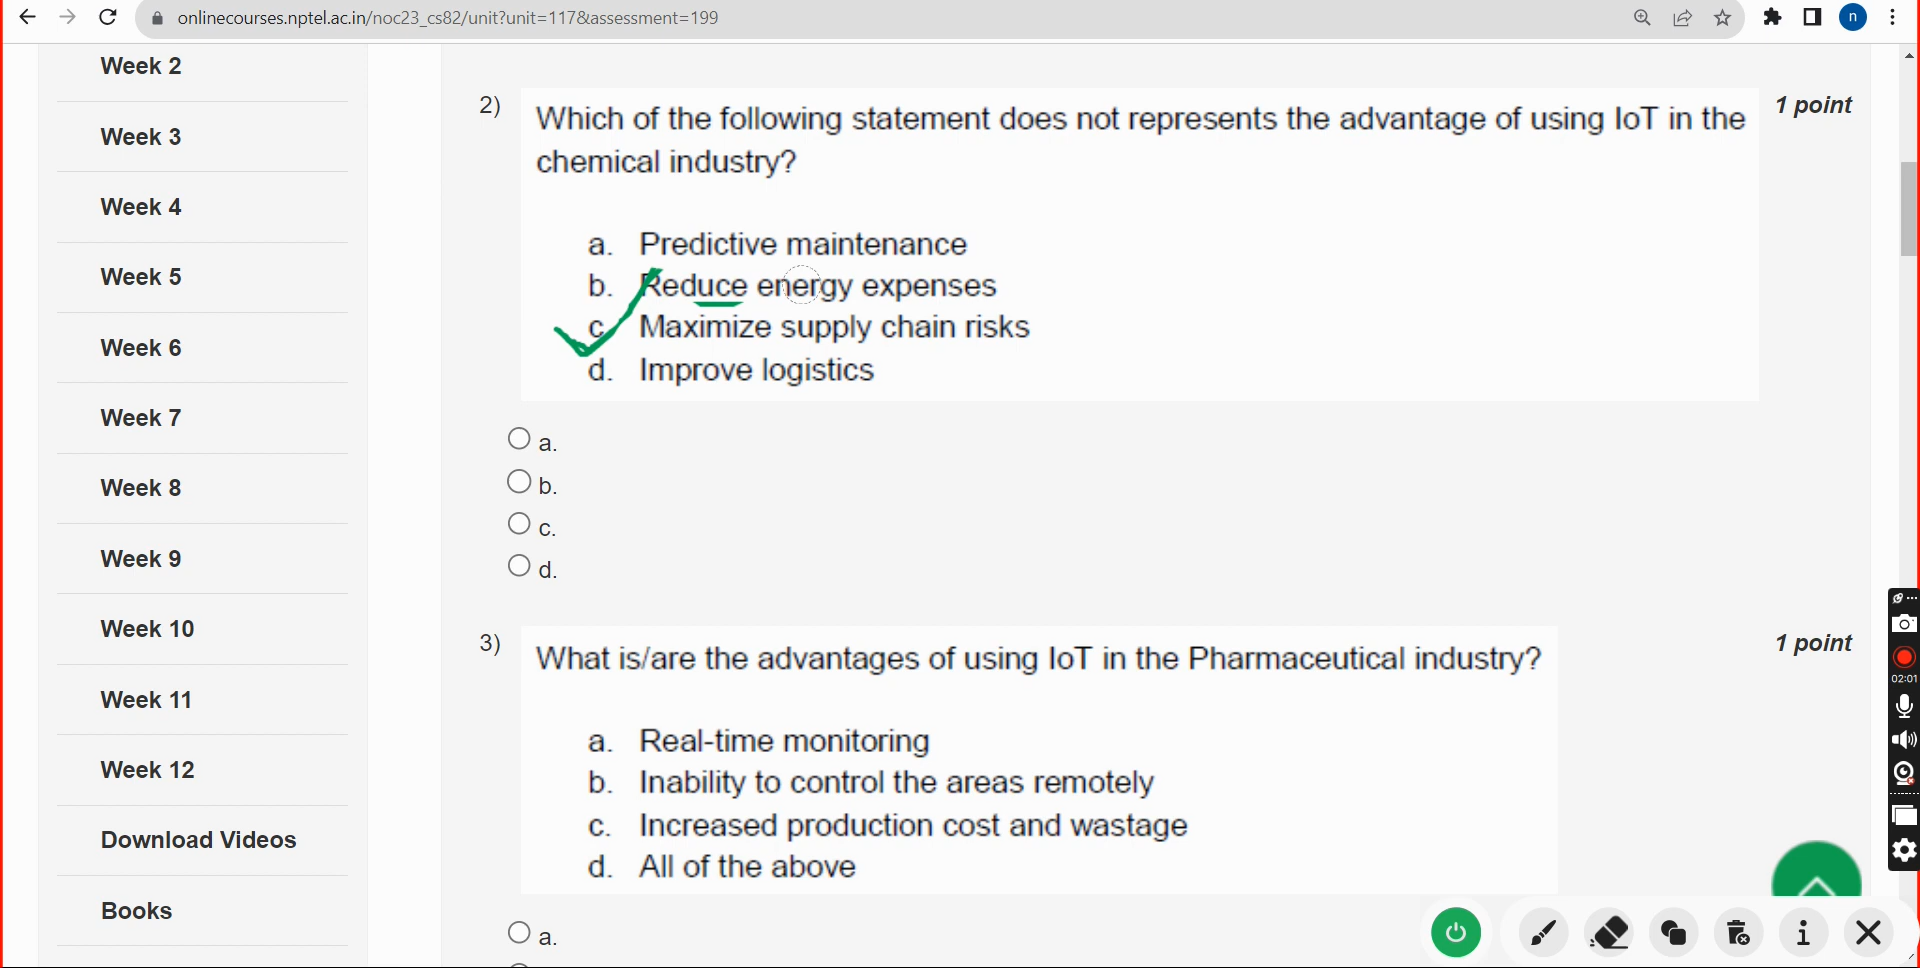 onlinecourses.nptel.ac.in/noc23_cs82/unit?unit=117&assessment=199
n
Week 2
Week 3
Week 4
Week 5
Week 6
Week 7
Week 8
Week 9
Week 10
Week 11
Week 12
Download Videos
Books
2)
Which of the following statement does not represents the advantage of using IoT in the
chemical industry?
1 point
a. Predictive maintenance
b. Reduce energy expenses
c. Maximize supply chain risks
d. Improve logistics
a.
b.
c.
d.
3)
What is/are the advantages of using IoT in the Pharmaceutical industry?
1 point
a. Real-time monitoring
b. Inability to control the areas remotely
c. Increased production cost and wastage
d. All of the above
a.
02:01